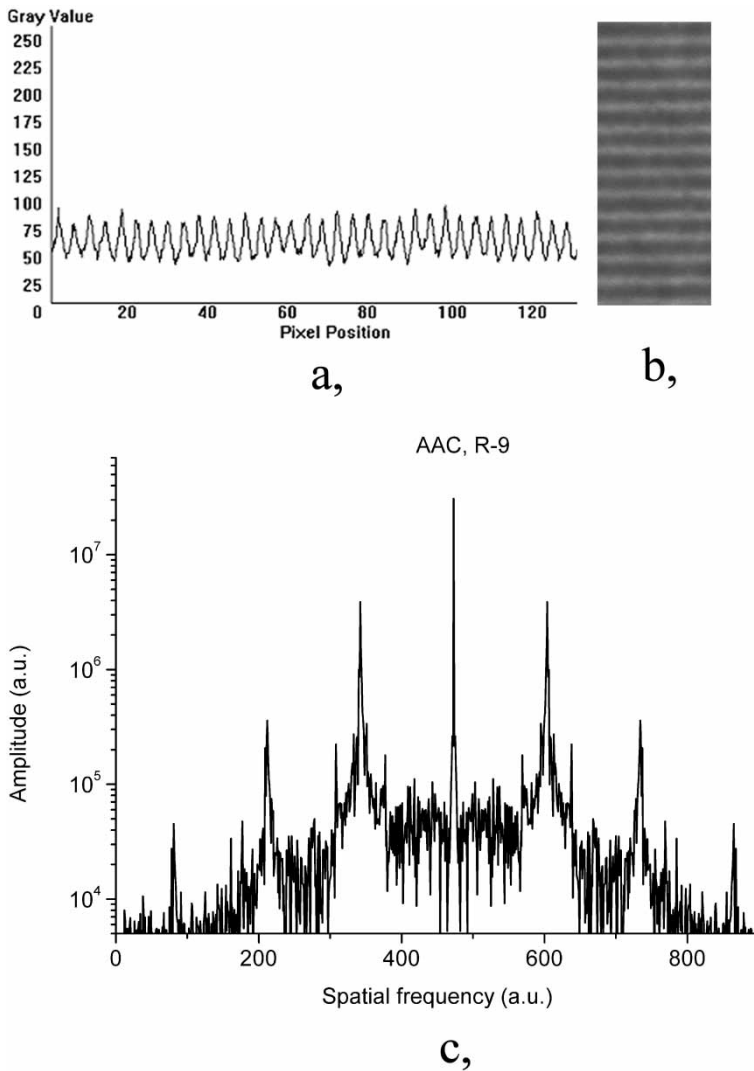 Gray Value
250
225
200
175
150
125
100
75
50
25
0
20 40 60 80 100 120
Pixel Position
a,
b,
AAC, R-9
10^7
10^6
10^5
10^4
Amplitude (a.u.)
0 200 400 600 800
Spatial frequency (a.u.)
c,